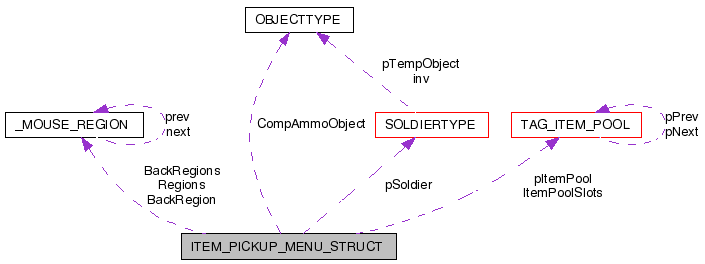 OBJECTTYPE
pTempObject
inv
_MOUSE_REGION
prev
next
CompAmmoObject
SOLDIERTYPE
TAG_ITEM_POOL
pPrev
pNext
BackRegions
Regions
BackRegion
pSoldier
pItemPool
ItemPoolSlots
ITEM_PICKUP_MENU_STRUCT